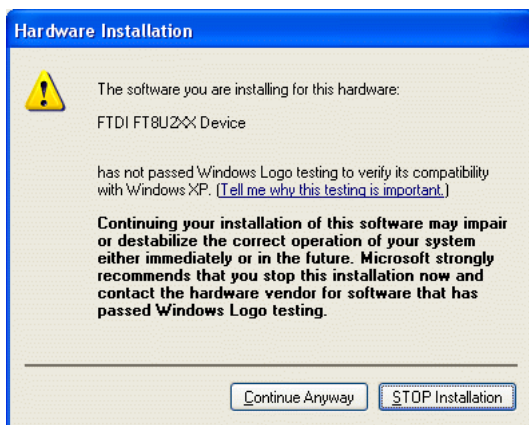 Hardware Installation
The software you are installing for this hardware:
FTDI FT8U2XX Device
has not passed Windows Logo testing to verify its compatibility
with Windows XP. (Tell me why this testing is important.)
Continuing your installation of this software may impair
or destabilize the correct operation of your system
either immediately or in the future. Microsoft strongly
recommends that you stop this installation now and
contact the hardware vendor for software that has
passed Windows Logo testing.
Continue Anyway STOP Installation